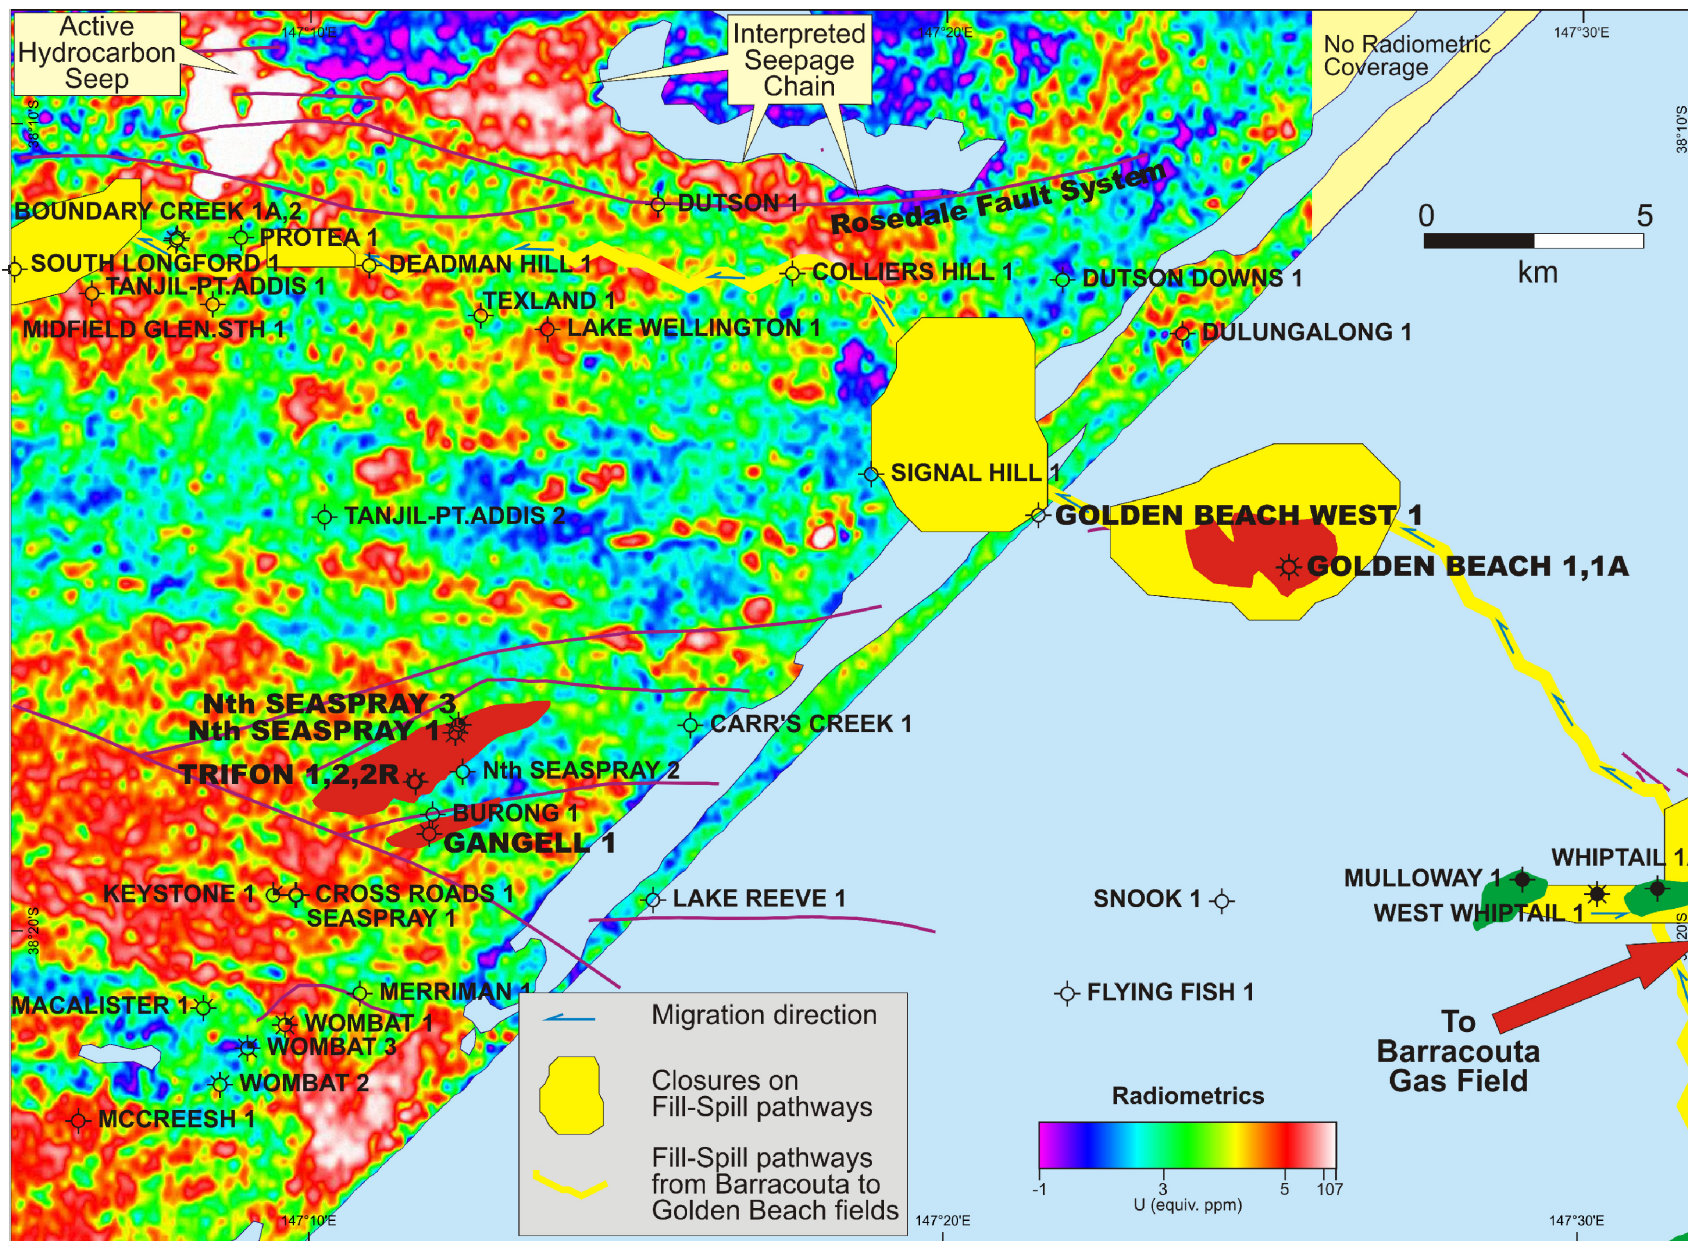 Active
Hydrocarbon
Seep
147°10'E
Interpreted
Seepage
Chain
147°20'E
No Radiometric
Coverage
147°30'E
38°10'S
38°10'S
0
5
km
DUTSON 1
Rosedale Fault System
BOUNDARY CREEK 1A,2
PROTEA 1
SOUTH LONGFORD 1
DEADMAN HILL 1
COLLIERS HILL 1
DUTSON DOWNS 1
TANJIL-PT.ADDIS 1
TEXLAND 1
MIDFIELD GLEN.STH 1
LAKE WELLINGTON 1
DULUNGALONG 1
SIGNAL HILL 1
TANJIL-PT.ADDIS 2
GOLDEN BEACH WEST 1
GOLDEN BEACH 1,1A
Nth SEASPRAY 3
Nth SEASPRAY 1
CARR'S CREEK 1
TRIFON 1,2,2R
Nth SEASPRAY 2
BURONG 1
GANGELL 1
WHIPTAIL 1
MULLOWAY 1
KEYSTONE 1
CROSS ROADS 1
SEASPRAY 1
LAKE REEVE 1
SNOOK 1
WEST WHIPTAIL 1
38°20'S
MACALISTER 1
MERRIMAN 1
FLYING FISH 1
WOMBAT 1
WOMBAT 3
WOMBAT 2
MCCREESH 1
To
Barracouta
Gas Field
Migration direction
Closures on
Fill-Spill pathways
Fill-Spill pathways
from Barracouta to
Golden Beach fields
Radiometrics
-1
3
5
107
U (equiv. ppm)
147°10'E
147°20'E
147°30'E